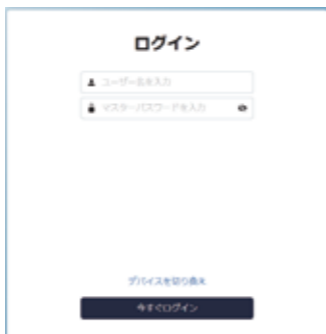 ログイン
ユーザー名を入力
マスターパスワードを入力
デバイスを切り換え
今すぐログイン